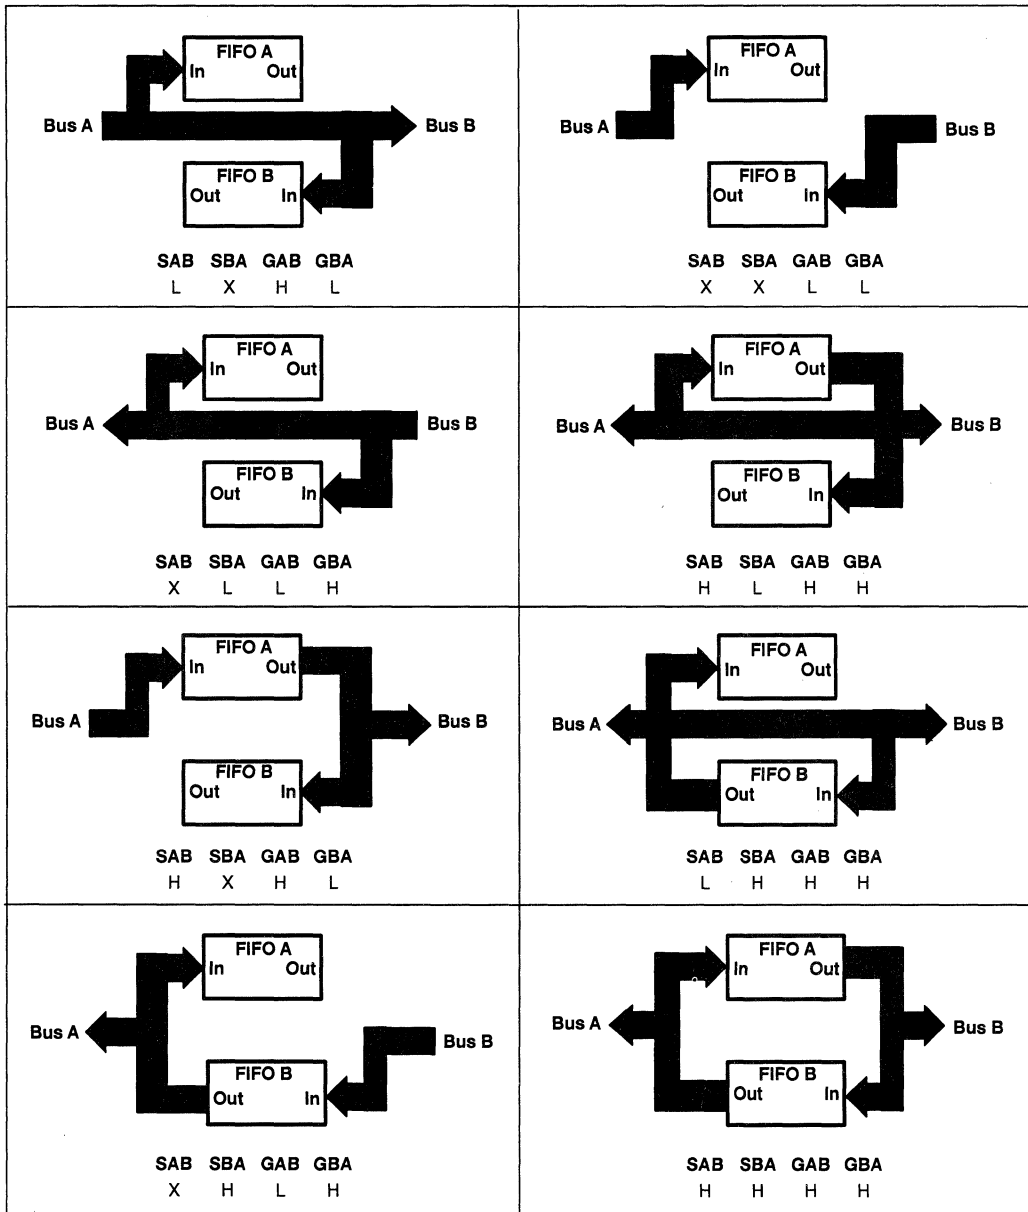 FIFO A
In Out
Bus A Bus B
FIFO B
Out In
SAB SBA GAB GBA
L X H L
FIFO A
In Out
Bus A Bus B
FIFO B
Out In
SAB SBA GAB GBA
X X L L
FIFO A
In Out
Bus A Bus B
FIFO B
Out In
SAB SBA GAB GBA
X L L H
FIFO A
In Out
Bus A Bus B
FIFO B
Out In
SAB SBA GAB GBA
H L H H
FIFO A
In Out
Bus A Bus B
FIFO B
Out In
SAB SBA GAB GBA
H X H L
FIFO A
In Out
Bus A Bus B
FIFO B
Out In
SAB SBA GAB GBA
L H H H
FIFO A
In Out
Bus A Bus B
FIFO B
Out In
SAB SBA GAB GBA
X H L H
FIFO A
In Out
Bus A Bus B
FIFO B
Out In
SAB SBA GAB GBA
H H H H